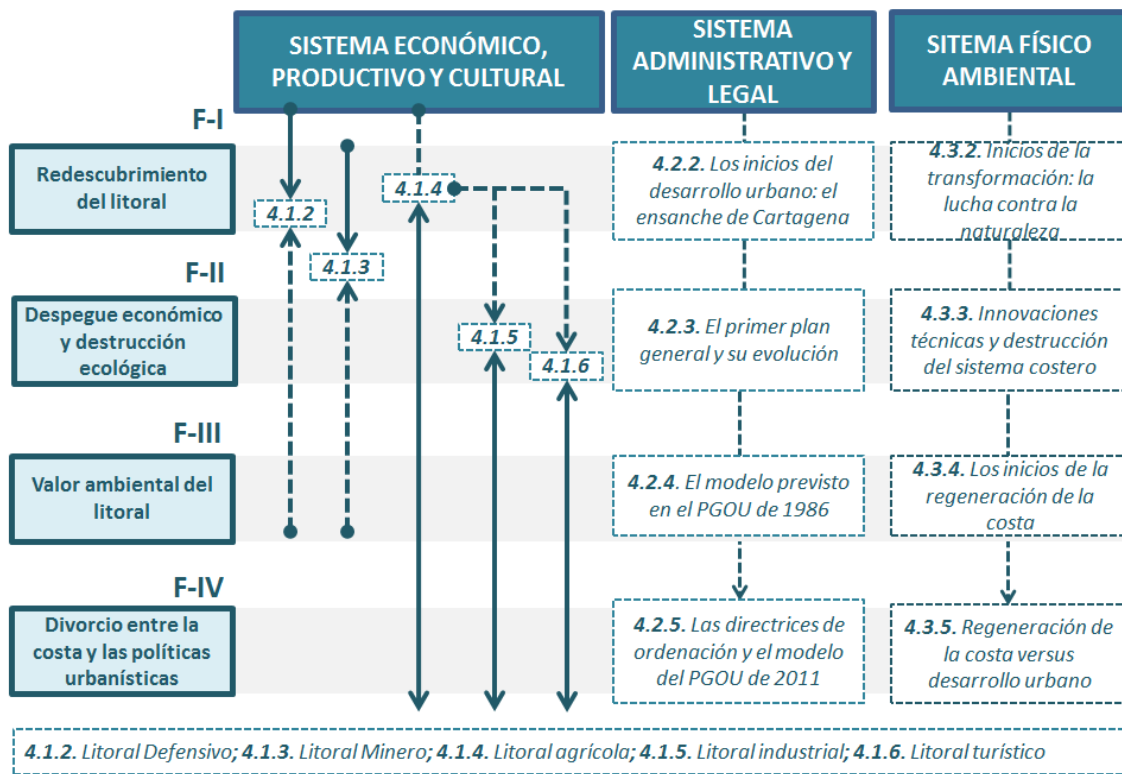 SISTEMA ECONÓMICO,
PRODUCTIVO Y CULTURAL
SISTEMA
ADMINISTRATIVO Y
LEGAL
SITEMA FÍSICO
AMBIENTAL
F-I
Redescubrimiento
del litoral
4.1.2
4.1.3
4.1.4
4.2.2. Los inicios del
desarrollo urbano: el
ensanche de Cartagena
4.3.2. Inicios de la
transformación: la
lucha contra la
naturaleza
F-II
Despegue económico
y destrucción
ecológica
4.1.5
4.1.6
4.2.3. El primer plan
general y su evolución
4.3.3. Innovaciones
técnicas y destrucción
del sistema costero
F-III
Valor ambiental del
litoral
4.2.4. El modelo previsto
en el PGOU de 1986
4.3.4. Los inicios de la
regeneración de la
costa
F-IV
Divorcio entre la
costa y las políticas
urbanísticas
4.2.5. Las directrices de
ordenación y el modelo
del PGOU de 2011
4.3.5. Regeneración de
la costa versus
desarrollo urbano
4.1.2. Litoral Defensivo; 4.1.3. Litoral Minero; 4.1.4. Litoral agrícola; 4.1.5. Litoral industrial; 4.1.6. Litoral turístico